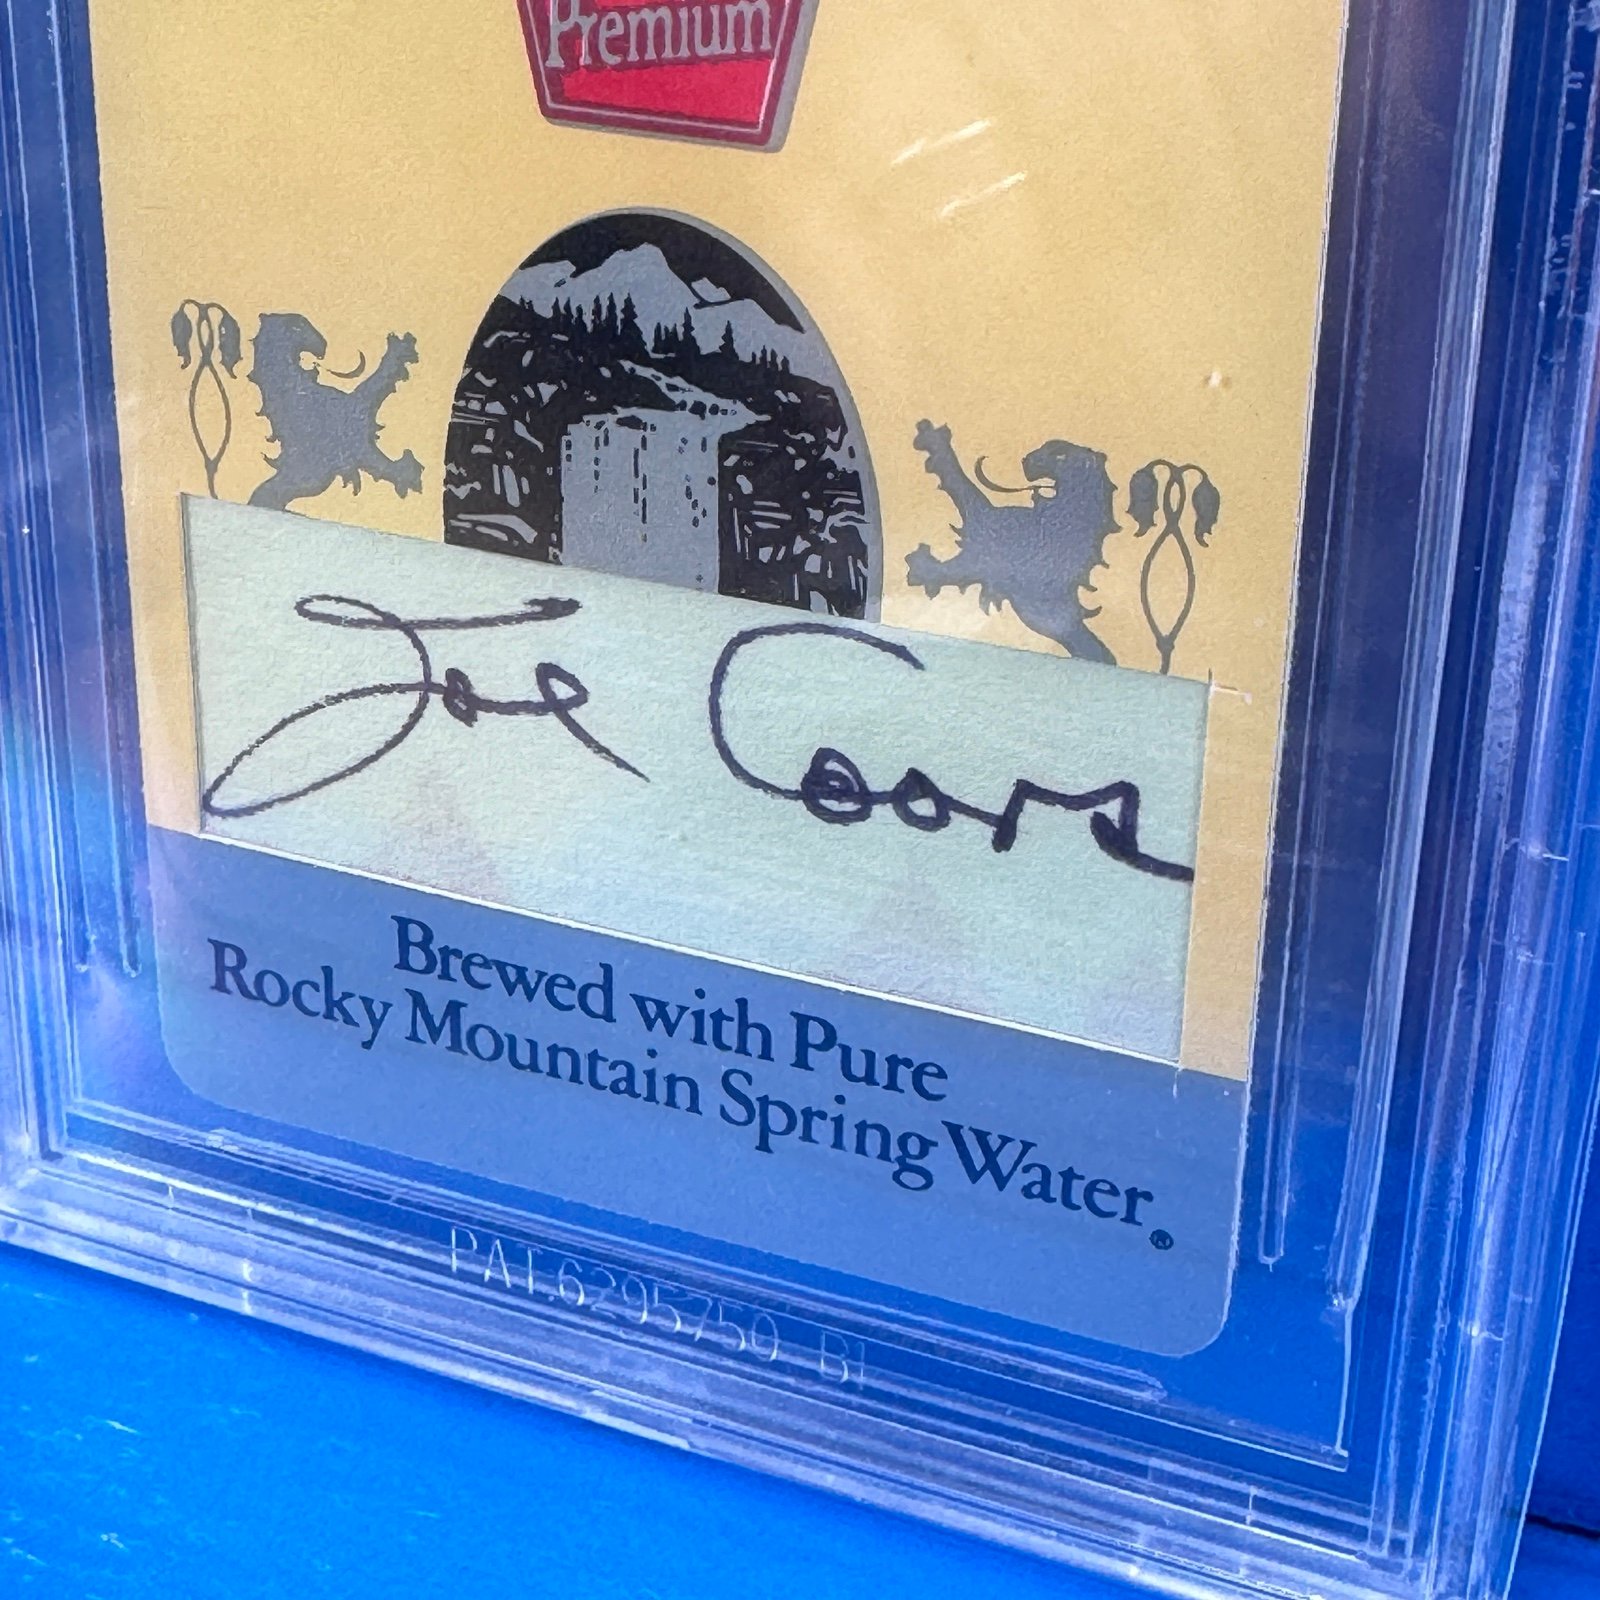 Premium
Joe Coors
Brewed with Pure
Rocky Mountain Spring Water®
PAT.6295750 B1